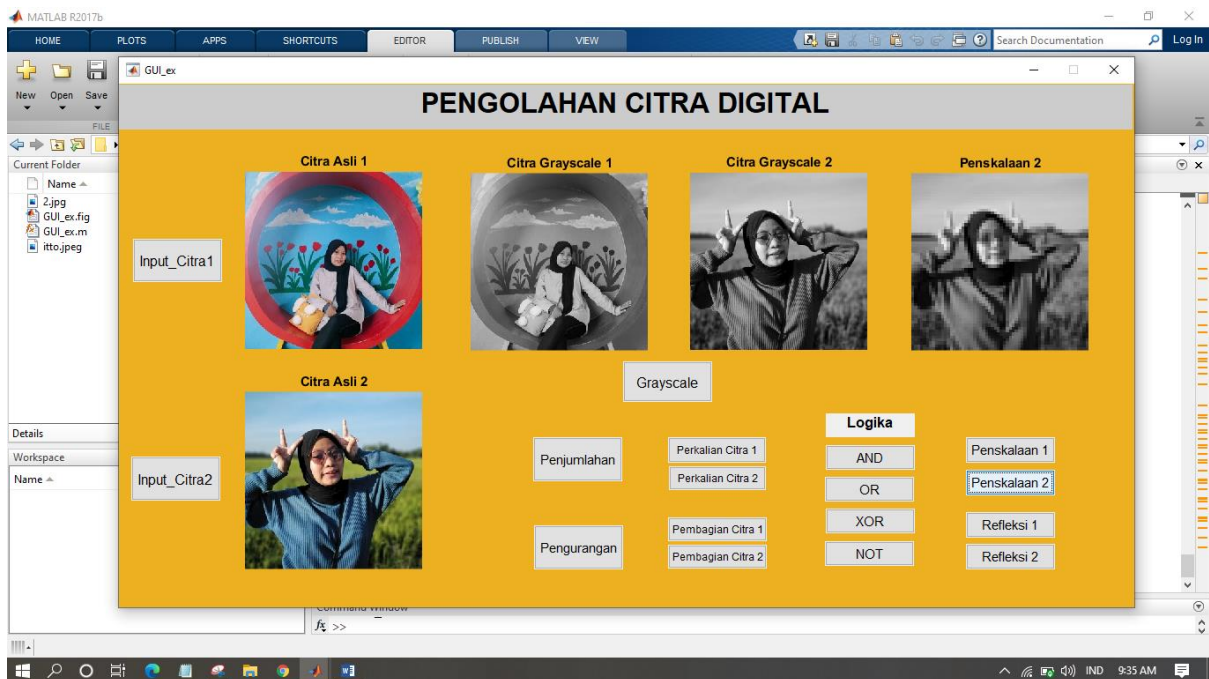 MATLAB R2017b
HOME PLOTS APPS SHORTCUTS EDITOR PUBLISH VIEW Search Documentation Log In
New Open Save
FILE
GUI_ex
PENGOLAHAN CITRA DIGITAL
Current Folder
Name
2.jpg
GUI_ex.fig
GUI_ex.m
itto.jpeg
Details
Workspace
Name
Citra Asli 1 Citra Grayscale 1 Citra Grayscale 2 Penskalaan 2
Input_Citra1
Grayscale
Citra Asli 2
Input_Citra2
Penjumlahan
Pengurangan
Perkalian Citra 1
Perkalian Citra 2
Pembagian Citra 1
Pembagian Citra 2
Logika
AND
OR
XOR
NOT
Penskalaan 1
Penskalaan 2
Refleksi 1
Refleksi 2
Command Window
fx >>
IND 9:35 AM